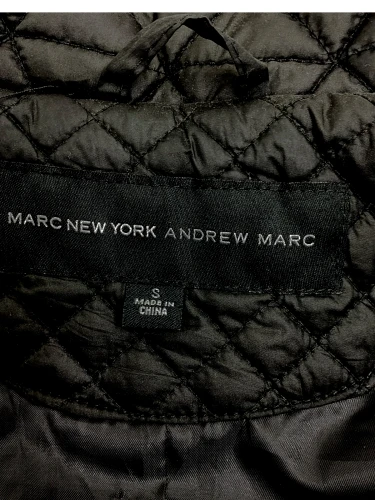 MARC NEW YORK ANDREW MARC
S
MADE IN
CHINA